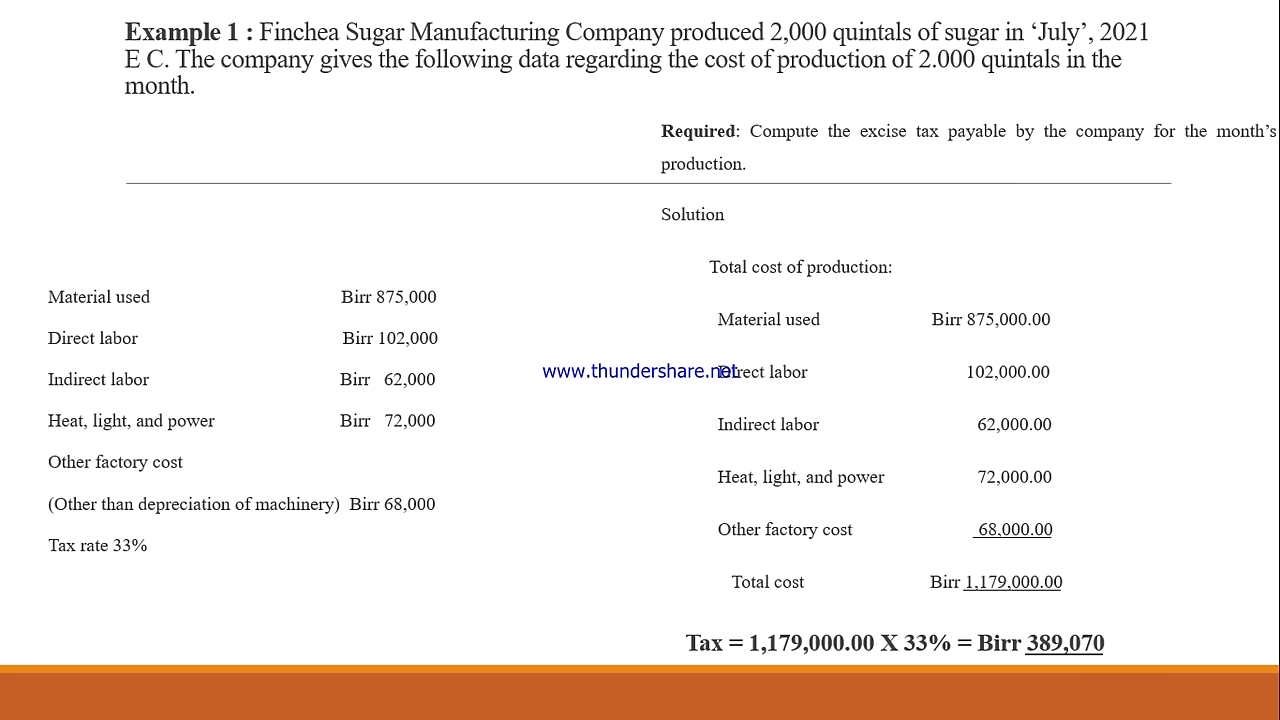 Example 1 : Finchea Sugar Manufacturing Company produced 2,000 quintals of sugar in ‘July’, 2021
E C. The company gives the following data regarding the cost of production of 2.000 quintals in the
month.
Required: Compute the excise tax payable by the company for the month’s
production.
Material used Birr 875,000
Direct labor Birr 102,000
Indirect labor Birr 62,000
Heat, light, and power Birr 72,000
Other factory cost
(Other than depreciation of machinery) Birr 68,000
Tax rate 33%
Solution
Total cost of production:
Material used Birr 875,000.00
www.thundershare.net
Direct labor 102,000.00
Indirect labor 62,000.00
Heat, light, and power 72,000.00
Other factory cost 68,000.00
Total cost Birr 1,179,000.00
Tax = 1,179,000.00 X 33% = Birr 389,070